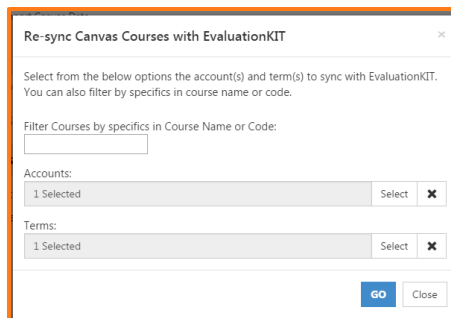 Re-sync Canvas Courses with EvaluationKIT
×
Select from the below options the account(s) and term(s) to sync with EvaluationKIT.
You can also filter by specifics in course name or code.
Filter Courses by specifics in Course Name or Code:
Accounts:
1 Selected Select ✖
Terms:
1 Selected Select ✖
GO Close